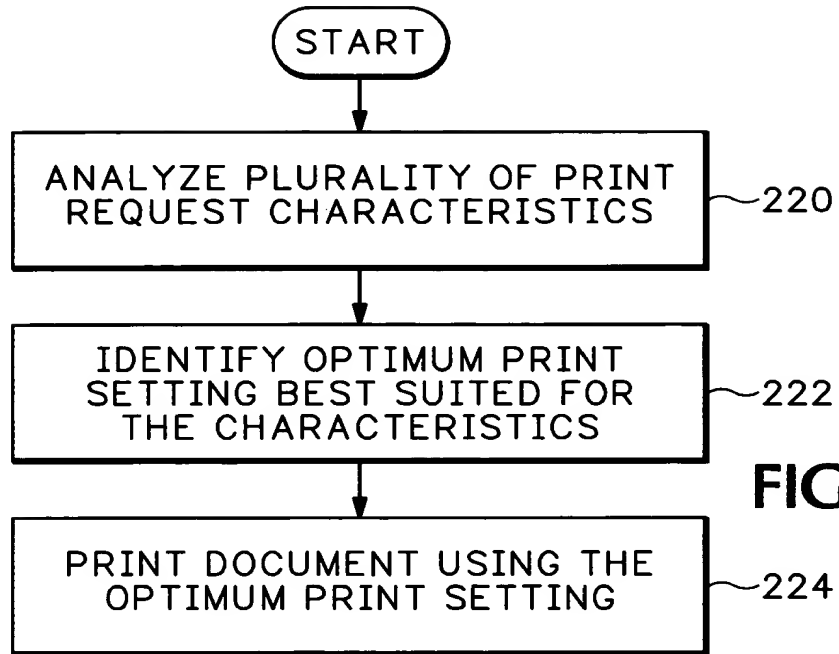 START
ANALYZE PLURALITY OF PRINT
REQUEST CHARACTERISTICS
220
IDENTIFY OPTIMUM PRINT
SETTING BEST SUITED FOR
THE CHARACTERISTICS
222
FIG
PRINT DOCUMENT USING THE
OPTIMUM PRINT SETTING
224